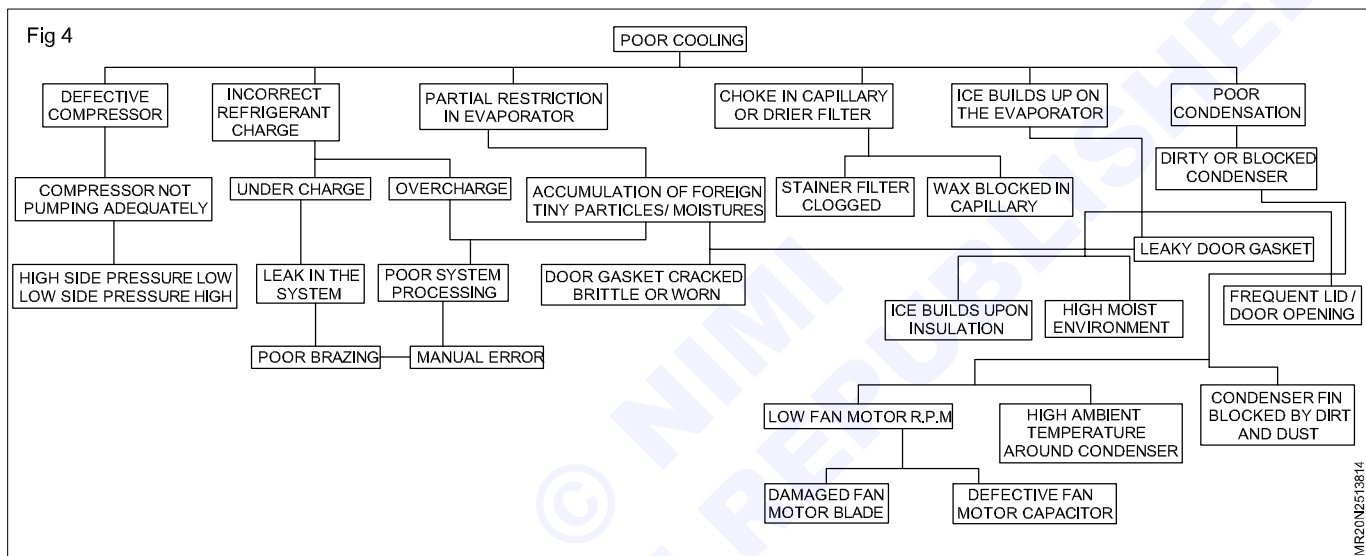 Fig 4
POOR COOLING
DEFECTIVE
COMPRESSOR
INCORRECT
REFRIGERANT
CHARGE
PARTIAL RESTRICTION
IN EVAPORATOR
CHOKE IN CAPILLARY
OR DRIER FILTER
ICE BUILDS UP ON
THE EVAPORATOR
POOR
CONDENSATION
COMPRESSOR NOT
PUMPING ADEQUATELY
UNDER CHARGE
OVERCHARGE
ACCUMULATION OF FOREIGN
TINY PARTICLES/ MOISTURES
STAINER FILTER
CLOGGED
WAX BLOCKED IN
CAPILLARY
DIRTY OR BLOCKED
CONDENSER
LEAKY DOOR GASKET
HIGH SIDE PRESSURE LOW
LOW SIDE PRESSURE HIGH
LEAK IN THE
SYSTEM
POOR SYSTEM
PROCESSING
DOOR GASKET CRACKED
BRITTLE OR WORN
ICE BUILDS UPON
INSULATION
HIGH MOIST
ENVIRONMENT
FREQUENT LID /
DOOR OPENING
POOR BRAZING
MANUAL ERROR
LOW FAN MOTOR R.P.M
HIGH AMBIENT
TEMPERATURE
AROUND CONDENSER
CONDENSER FIN
BLOCKED BY DIRT
AND DUST
DAMAGED FAN
MOTOR BLADE
DEFECTIVE FAN
MOTOR CAPACITOR
MR20N2513814
© NIMI
REPUBLISHED